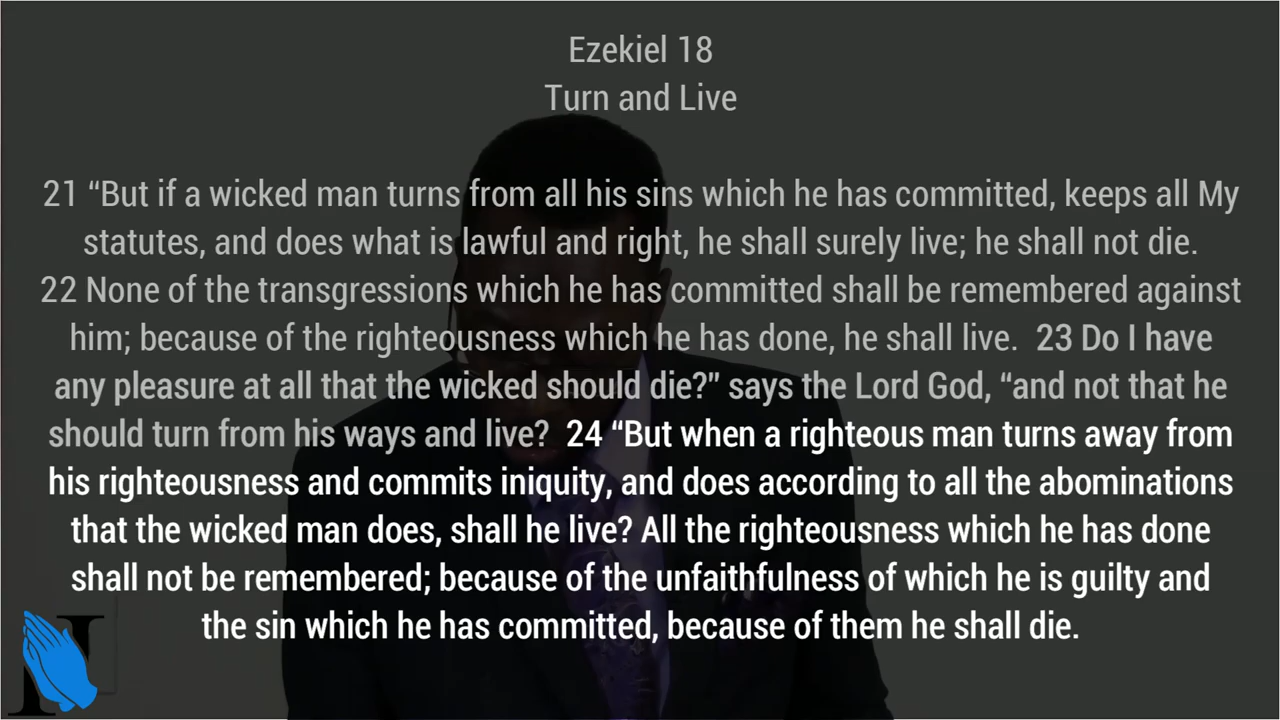 Ezekiel 18
Turn and Live
21 “But if a wicked man turns from all his sins which he has committed, keeps all My
statutes, and does what is lawful and right, he shall surely live; he shall not die.
22 None of the transgressions which he has committed shall be remembered against
him; because of the righteousness which he has done, he shall live.  23 Do I have
any pleasure at all that the wicked should die?” says the Lord God, “and not that he
should turn from his ways and live?  24 “But when a righteous man turns away from
his righteousness and commits iniquity, and does according to all the abominations
that the wicked man does, shall he live? All the righteousness which he has done
shall not be remembered; because of the unfaithfulness of which he is guilty and
the sin which he has committed, because of them he shall die.